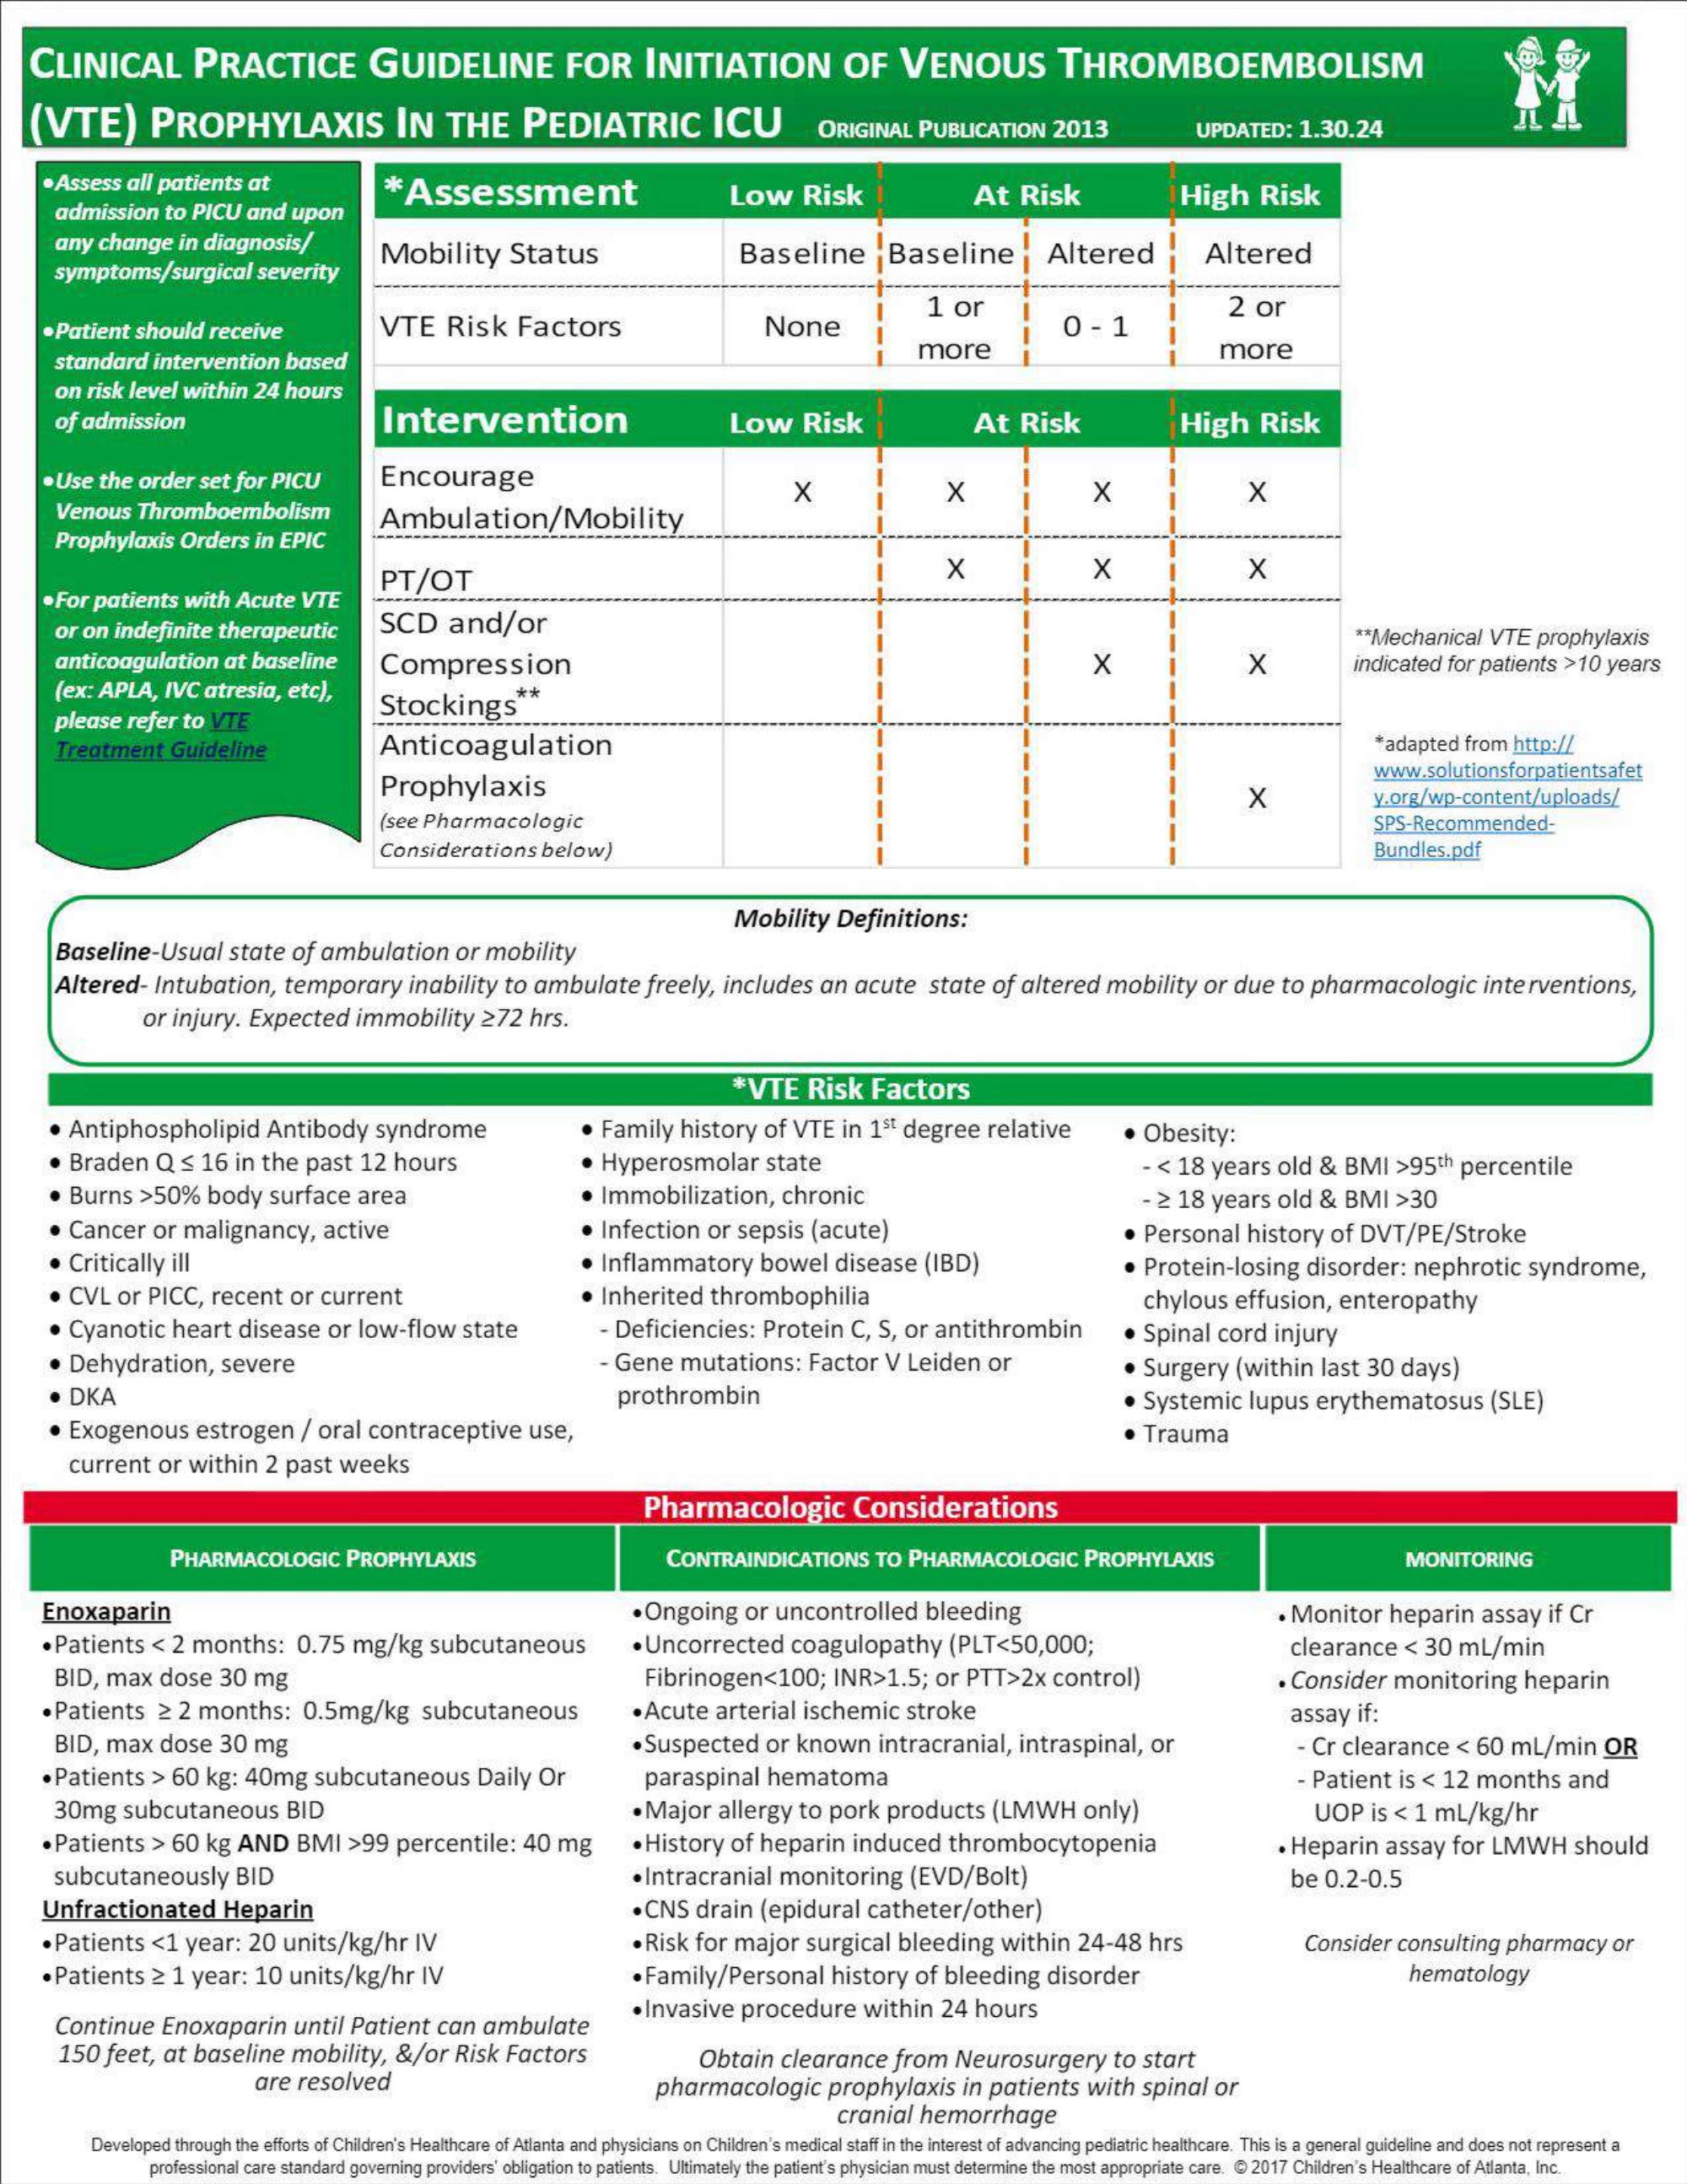 CLINICAL PRACTICE GUIDELINE FOR INITIATION OF VENOUS THROMBOEMBOLISM
(VTE) PROPHYLAXIS IN THE PEDIATRIC ICU ORIGINAL PUBLICATION 2013 UPDATED: 1.30.24
•Assess all patients at
admission to PICU and upon
any change in diagnosis/
symptoms/surgical severity
•Patient should receive
standard intervention based
on risk level within 24 hours
of admission
•Use the order set for PICU
Venous Thromboembolism
Prophylaxis Orders in EPIC
•For patients with Acute VTE
or on indefinite therapeutic
anticoagulation at baseline
(ex: APLA, IVC atresia, etc),
please refer to VTE
Treatment Guideline
*Assessment Low Risk At Risk High Risk
Mobility Status Baseline Baseline Altered Altered
VTE Risk Factors None 1 or more 0 - 1 2 or more
Intervention Low Risk At Risk High Risk
Encourage
Ambulation/Mobility X X X X
PT/OT X X X
SCD and/or
Compression X X
Stockings**
Anticoagulation
Prophylaxis X
(see Pharmacologic
Considerations below)
**Mechanical VTE prophylaxis
indicated for patients >10 years
*adapted from http://
www.solutionsforpatientsafet
y.org/wp-content/uploads/
SPS-Recommended-
Bundles.pdf
Mobility Definitions:
Baseline-Usual state of ambulation or mobility
Altered- Intubation, temporary inability to ambulate freely, includes an acute state of altered mobility or due to pharmacologic interventions,
or injury. Expected immobility ≥72 hrs.
*VTE Risk Factors
• Antiphospholipid Antibody syndrome
• Braden Q ≤ 16 in the past 12 hours
• Burns >50% body surface area
• Cancer or malignancy, active
• Critically ill
• CVL or PICC, recent or current
• Cyanotic heart disease or low-flow state
• Dehydration, severe
• DKA
• Exogenous estrogen / oral contraceptive use,
current or within 2 past weeks
• Family history of VTE in 1st degree relative
• Hyperosmolar state
• Immobilization, chronic
• Infection or sepsis (acute)
• Inflammatory bowel disease (IBD)
• Inherited thrombophilia
- Deficiencies: Protein C, S, or antithrombin
- Gene mutations: Factor V Leiden or
prothrombin
• Obesity:
- < 18 years old & BMI >95th percentile
- ≥ 18 years old & BMI >30
• Personal history of DVT/PE/Stroke
• Protein-losing disorder: nephrotic syndrome,
chylous effusion, enteropathy
• Spinal cord injury
• Surgery (within last 30 days)
• Systemic lupus erythematosus (SLE)
• Trauma
Pharmacologic Considerations
PHARMACOLOGIC PROPHYLAXIS
Enoxaparin
•Patients < 2 months: 0.75 mg/kg subcutaneous
BID, max dose 30 mg
•Patients ≥ 2 months: 0.5mg/kg subcutaneous
BID, max dose 30 mg
•Patients > 60 kg: 40mg subcutaneous Daily Or
30mg subcutaneous BID
•Patients > 60 kg AND BMI >99 percentile: 40 mg
subcutaneously BID
Unfractionated Heparin
•Patients <1 year: 20 units/kg/hr IV
•Patients ≥ 1 year: 10 units/kg/hr IV
Continue Enoxaparin until Patient can ambulate
150 feet, at baseline mobility, &/or Risk Factors
are resolved
CONTRAINDICATIONS TO PHARMACOLOGIC PROPHYLAXIS
•Ongoing or uncontrolled bleeding
•Uncorrected coagulopathy (PLT<50,000;
Fibrinogen<100; INR>1.5; or PTT>2x control)
•Acute arterial ischemic stroke
•Suspected or known intracranial, intraspinal, or
paraspinal hematoma
•Major allergy to pork products (LMWH only)
•History of heparin induced thrombocytopenia
•Intracranial monitoring (EVD/Bolt)
•CNS drain (epidural catheter/other)
•Risk for major surgical bleeding within 24-48 hrs
•Family/Personal history of bleeding disorder
•Invasive procedure within 24 hours
Obtain clearance from Neurosurgery to start
pharmacologic prophylaxis in patients with spinal or
cranial hemorrhage
MONITORING
• Monitor heparin assay if Cr
clearance < 30 mL/min
• Consider monitoring heparin
assay if:
- Cr clearance < 60 mL/min OR
- Patient is < 12 months and
UOP is < 1 mL/kg/hr
• Heparin assay for LMWH should
be 0.2-0.5
Consider consulting pharmacy or
hematology
Developed through the efforts of Children's Healthcare of Atlanta and physicians on Children's medical staff in the interest of advancing pediatric healthcare. This is a general guideline and does not represent a
professional care standard governing providers' obligation to patients. Ultimately the patient's physician must determine the most appropriate care. © 2017 Children's Healthcare of Atlanta, Inc.